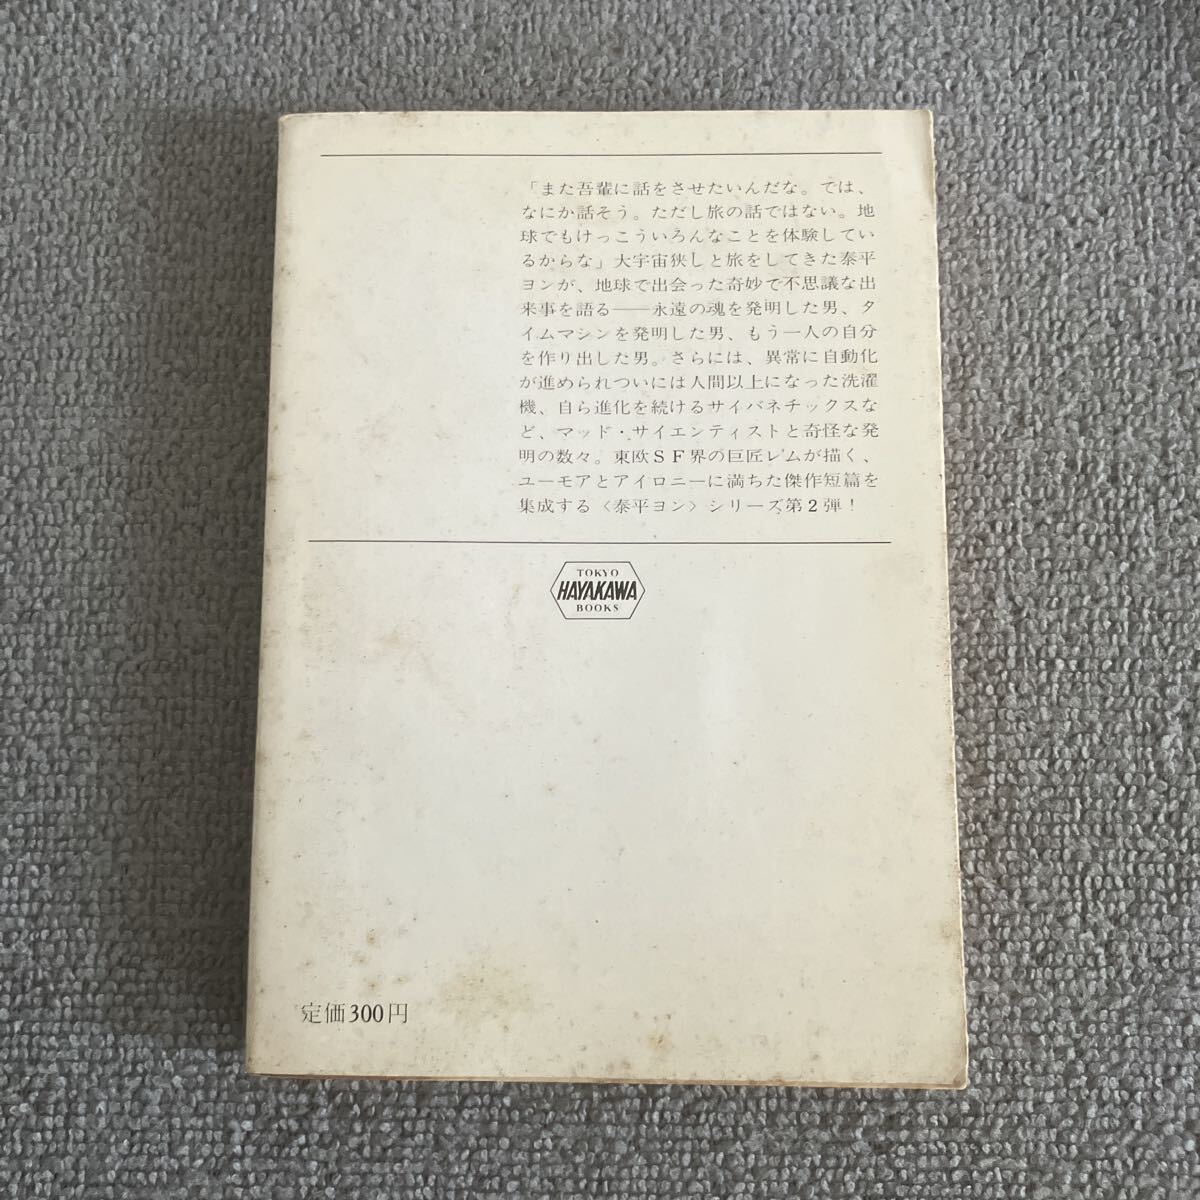 「また吾輩に話をさせたいんだな。では、
なにか話そう。ただし旅の話ではない。地
球でもけっこういろんなことを体験してい
るからな」大宇宙狭しと旅をしてきた泰平
ヨンが、地球で出会った奇妙で不思議な出
来事を語る——永遠の魂を発明した男、タ
イムマシンを発明した男、もう一人の自分
を作り出した男。さらには、異常に自動化
が進められついには人間以上になった洗濯
機、自ら進化を続けるサイバネチックスな
ど、マッド・サイエンティストと奇怪な発
明の数々。東欧ＳＦ界の巨匠レムが描く、
ユーモアとアイロニーに満ちた傑作短篇を
集成する〈泰平ヨン〉シリーズ第２弾！
TOKYO
HAYAKAWA
BOOKS
定価300円